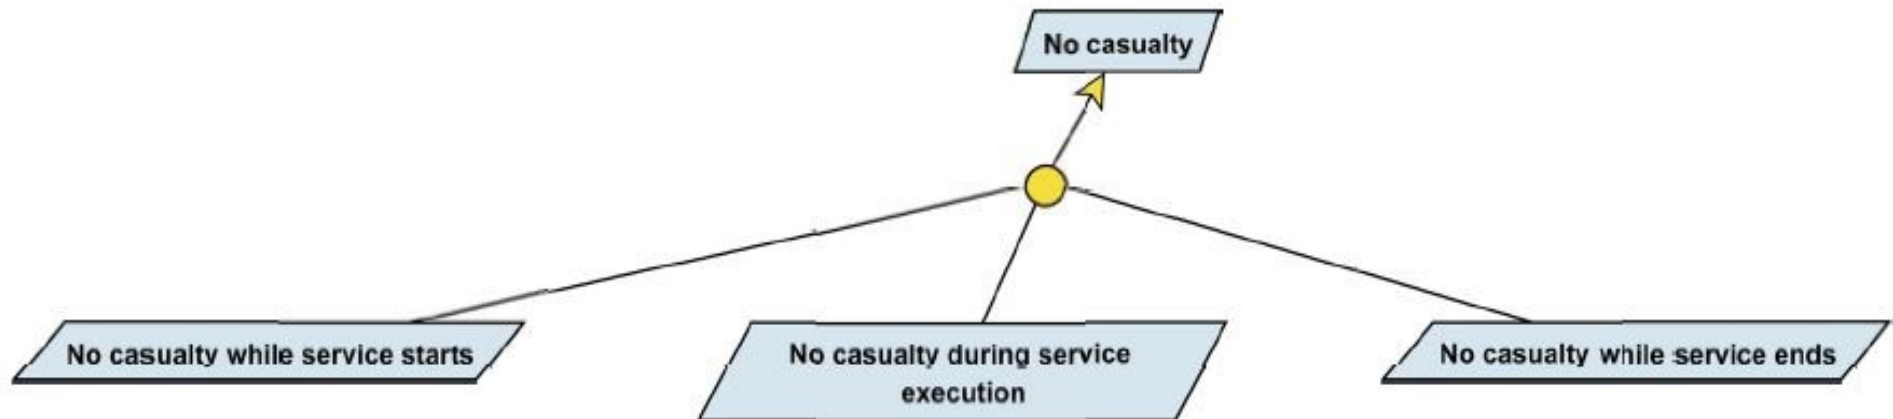 No casualty
No casualty while service starts
No casualty during service
execution
No casualty while service ends